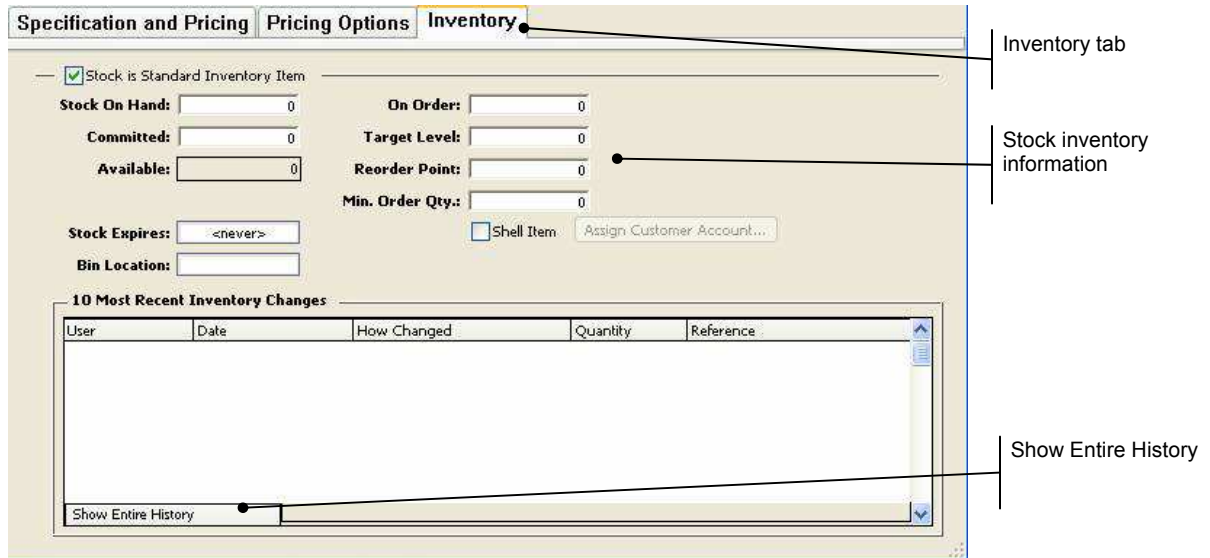 Specification and Pricing Pricing Options Inventory
Inventory tab
Stock is Standard Inventory Item
Stock On Hand: 0 On Order: 0
Committed: 0 Target Level: 0
Stock inventory information
Available: 0 Reorder Point: 0
Min. Order Qty.: 0
Stock Expires: <never> Shell Item Assign Customer Account...
Bin Location:
10 Most Recent Inventory Changes
User Date How Changed Quantity Reference
Show Entire History
Show Entire History